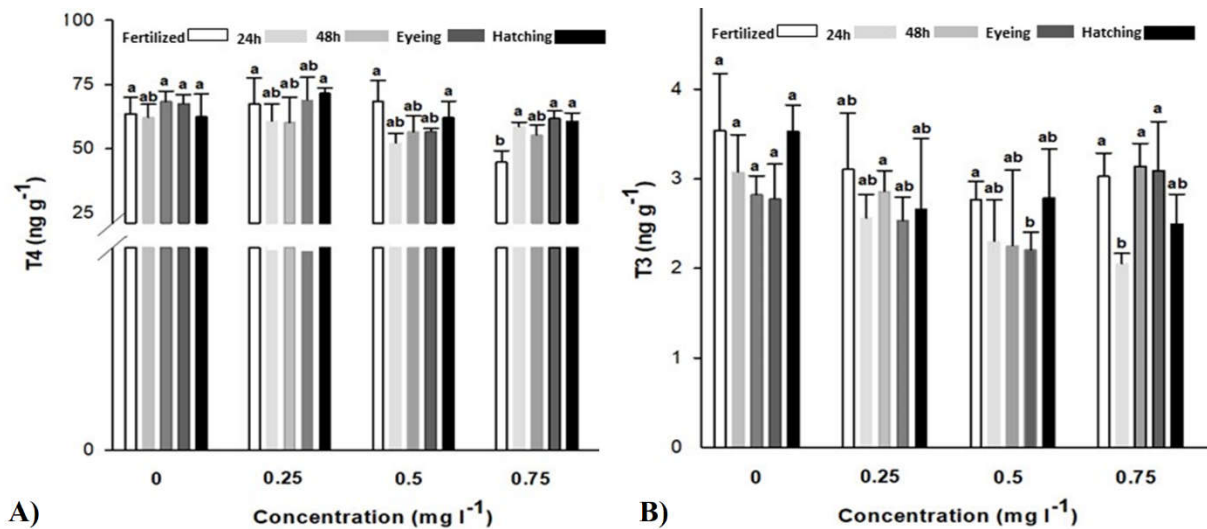 100
75
50
25
0
T4 (ng g⁻¹)
Fertilized 24h 48h Eyeing Hatching
a ab a a a
a ab ab ab a
a ab ab ab a
b a ab a a
0 0.25 0.5 0.75
Concentration (mg l⁻¹)
A)
4
3
2
1
0
T3 (ng g⁻¹)
Fertilized 24h 48h Eyeing Hatching
a a a a a
ab ab a ab ab
a ab ab b ab
a b a a ab
0 0.25 0.5 0.75
Concentration (mg l⁻¹)
B)